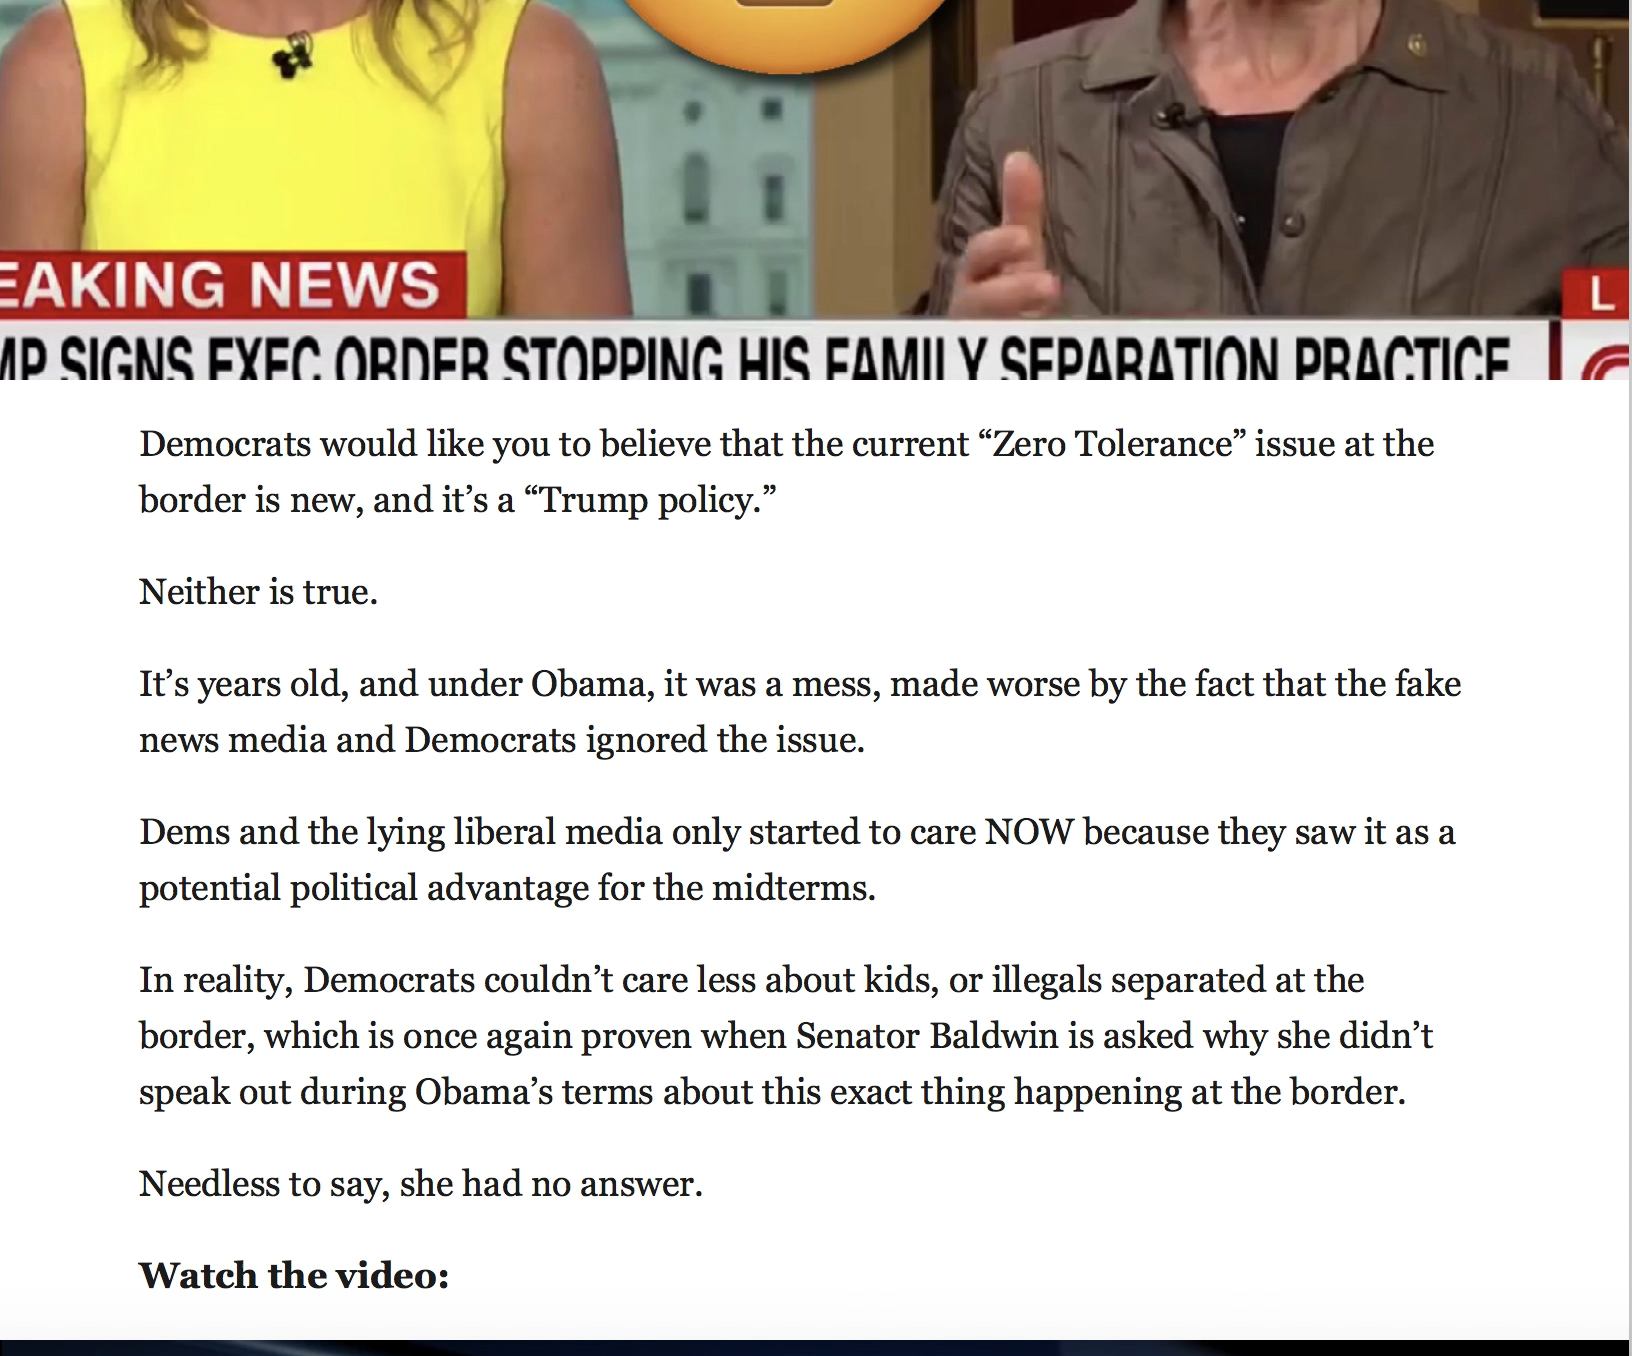 EAKING NEWS
L
MP SIGNS EXEC ORDER STOPPING HIS FAMILY SEPARATION PRACTICE
Democrats would like you to believe that the current “Zero Tolerance” issue at the
border is new, and it’s a “Trump policy.”
Neither is true.
It’s years old, and under Obama, it was a mess, made worse by the fact that the fake
news media and Democrats ignored the issue.
Dems and the lying liberal media only started to care NOW because they saw it as a
potential political advantage for the midterms.
In reality, Democrats couldn’t care less about kids, or illegals separated at the
border, which is once again proven when Senator Baldwin is asked why she didn’t
speak out during Obama’s terms about this exact thing happening at the border.
Needless to say, she had no answer.
Watch the video: